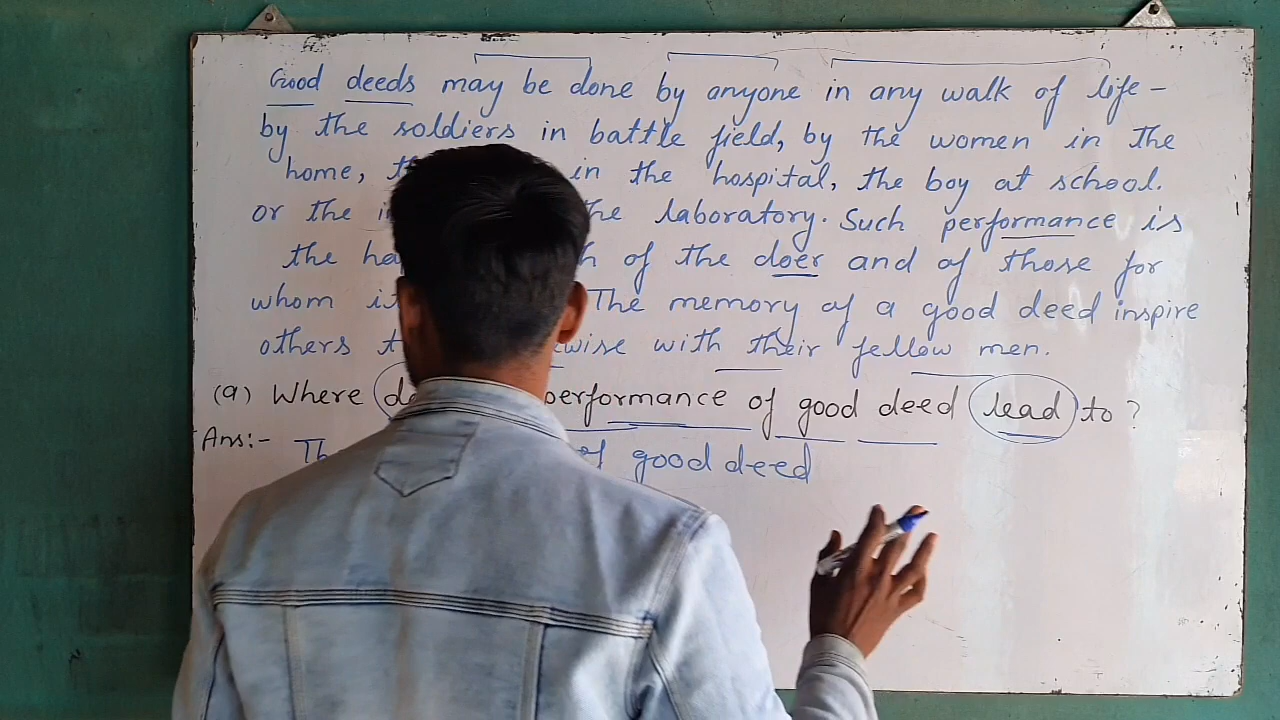 Good deeds may be done by anyone in any walk of life -
by the soldiers in battle field, by the women in the
home, in the hospital, the boy at school.
or the the laboratory. Such performance is
the of the doer and of those for
whom The memory of a good deed inspire
others with their fellow men.
(a) Where performance of good deed lead to ?
Ans:- of good deed